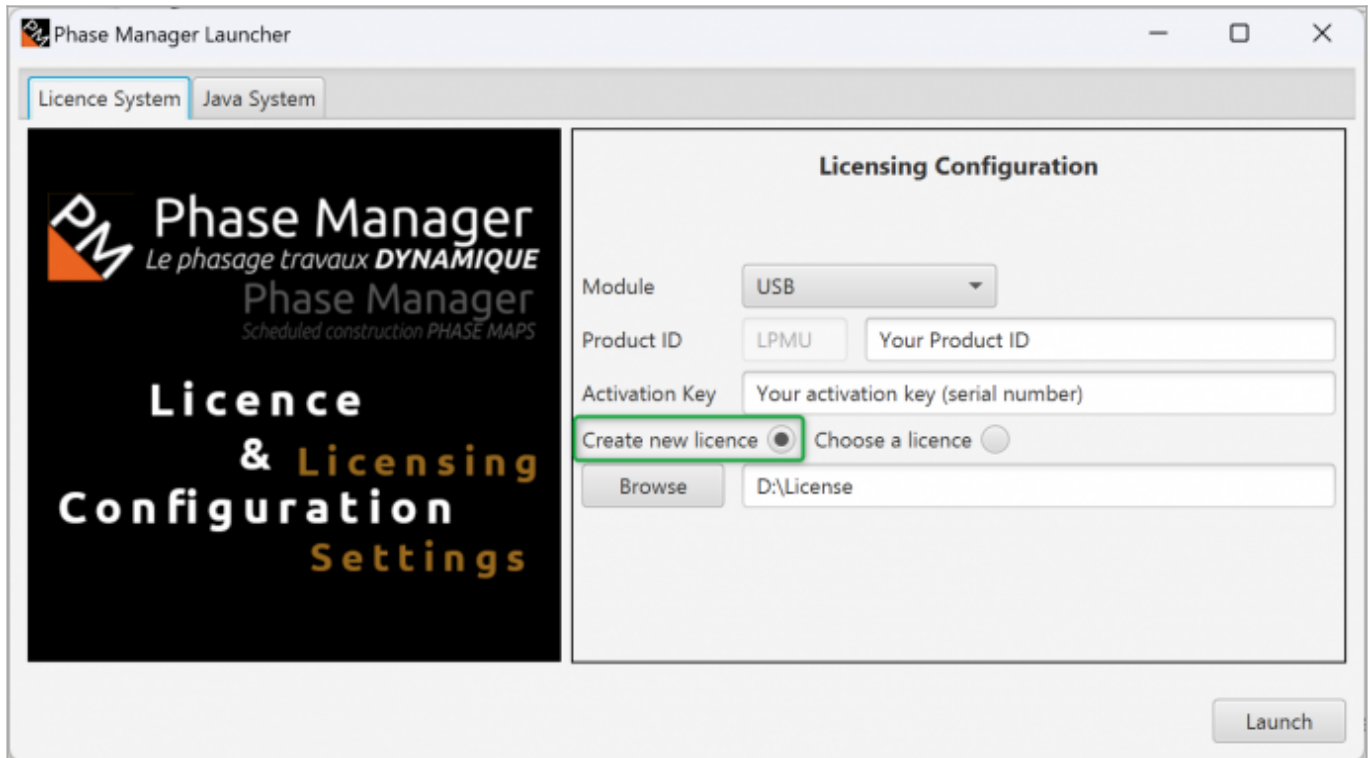 PM Phase Manager Launcher
Licence System Java System
PM Phase Manager
Le phasage travaux DYNAMIQUE
Phase Manager
Scheduled construction PHASE MAPS
Licence
& Licensing
Configuration
Settings
Licensing Configuration
Module USB
Product ID LPMU Your Product ID
Activation Key Your activation key (serial number)
Create new licence Choose a licence
Browse D:\License
Launch